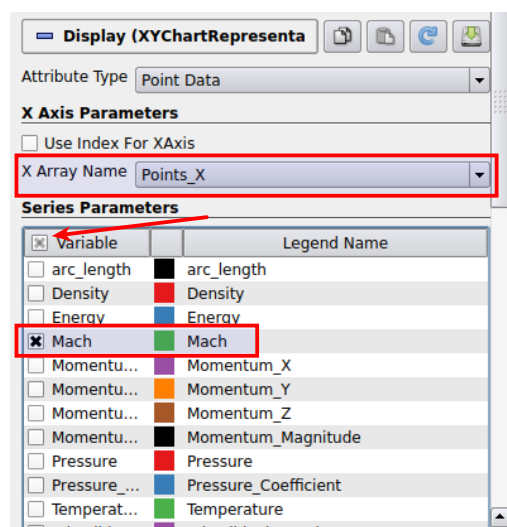 Display (XYChartRepresenta
Attribute Type Point Data
X Axis Parameters
Use Index For XAxis
X Array Name Points_X
Series Parameters
Variable Legend Name
arc_length arc_length
Density Density
Energy Energy
Mach Mach
Momentu... Momentum_X
Momentu... Momentum_Y
Momentu... Momentum_Z
Momentu... Momentum_Magnitude
Pressure Pressure
Pressure_... Pressure_Coefficient
Temperat... Temperature